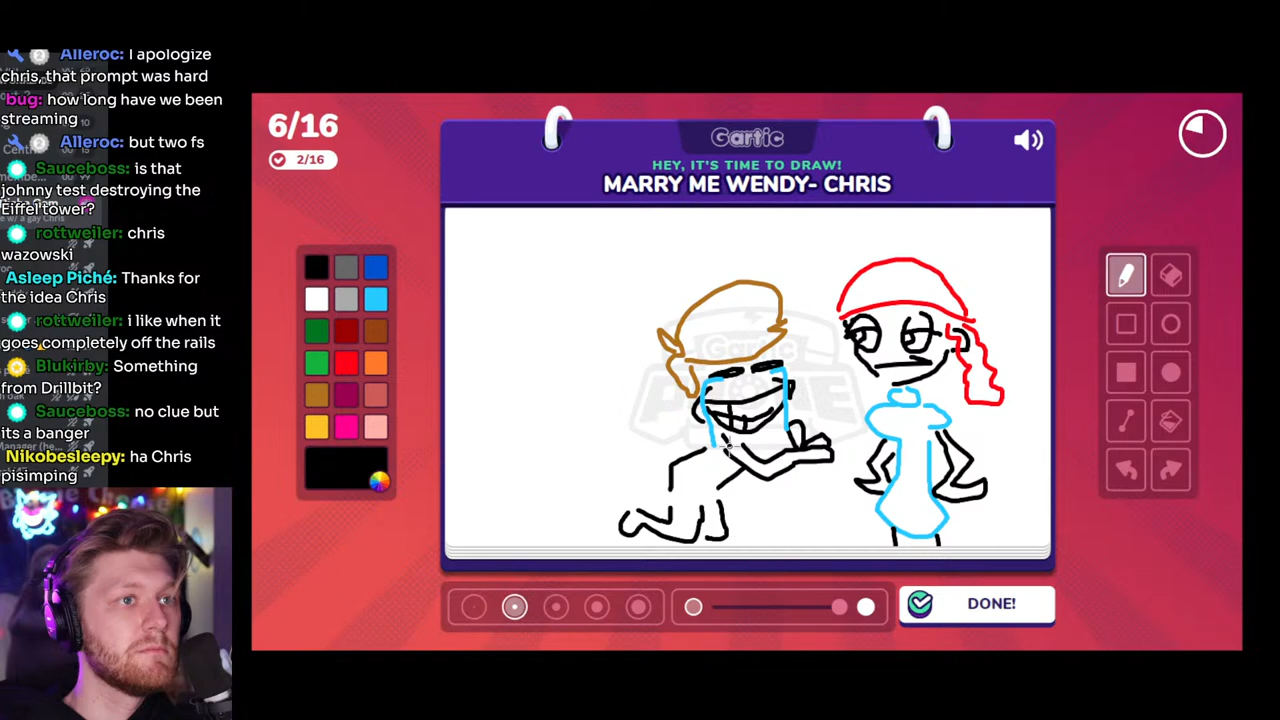 Alleroc: I apologize
chris, that prompt was hard
bug: how long have we been
streaming
Alleroc: but two fs
Sauceboss: is that
johnny test destroying the
Eiffel tower?
rottweiler: chris
wazowski
Asleep Piché: Thanks for
the idea Chris
rottweiler: i like when it
goes completely off the rails
Blukirby: Something
from Drillbit?
Sauceboss: no clue but
its a banger
Nikobesleepy: ha Chris
pisimping
6/16
2/16
Gartic
HEY, IT'S TIME TO DRAW!
MARRY ME WENDY- CHRIS
Gartic
DONE!